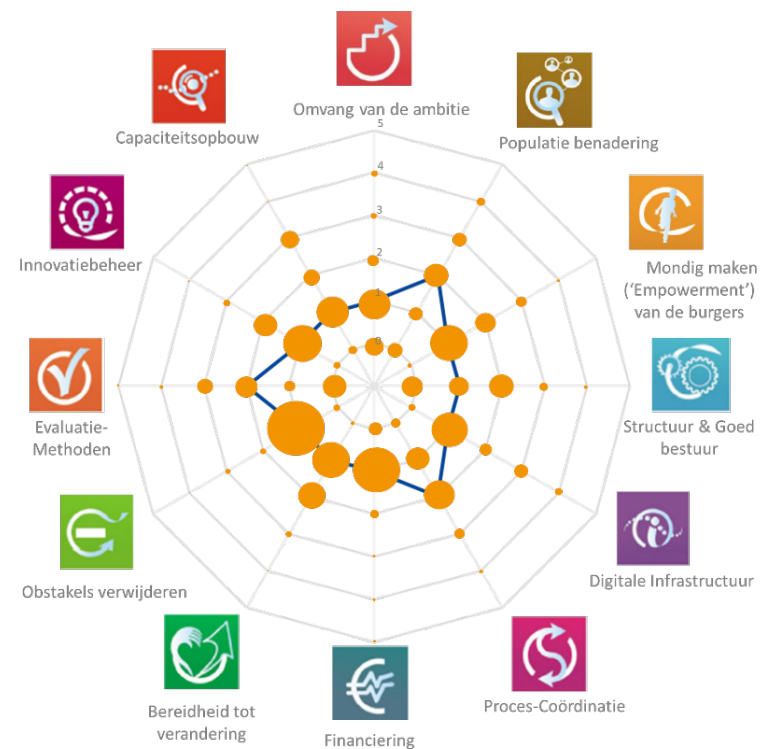 Omvang van de ambitie
Populatie benadering
Mondig maken
(‘Empowerment’)
van de burgers
Structuur & Goed
bestuur
Digitale Infrastructuur
Proces-Coördinatie
Financiering
Bereidheid tot
verandering
Obstakels verwijderen
Evaluatie-
Methoden
Innovatiebeheer
Capaciteitsopbouw
5
4
3
2
1
0